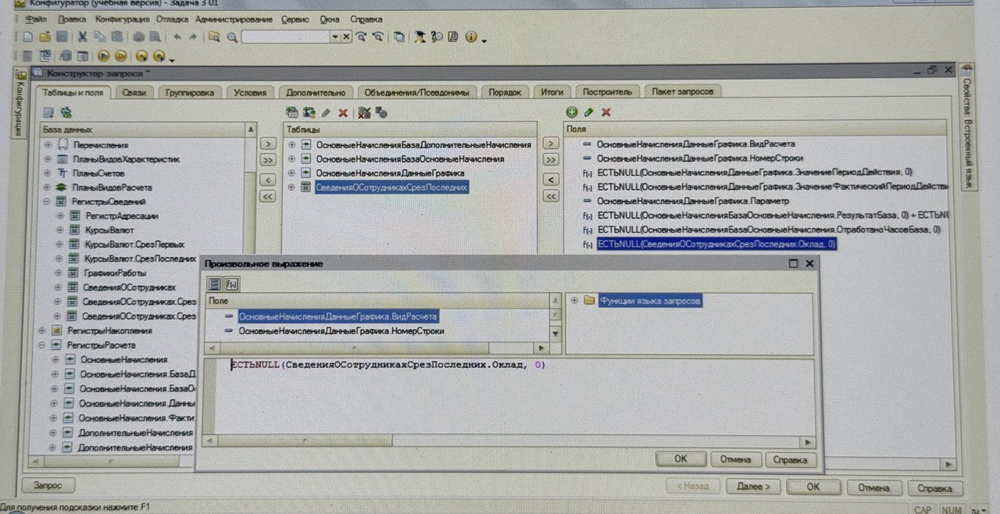 Конфигуратор (учебная версия) - Задача 3 01
Файл Правка Конфигурация Отладка Администрирование Сервис Окна Справка
Конструктор запроса *
Таблицы и поля Связи Группировка Условия Дополнительно Объединения/Псевдонимы Порядок Итоги Построитель Пакет запросов
Конфигурация
Свойства: Встроенный язык
База данных
Перечисления
ПланыВидовХарактеристик
ПланыСчетов
ПланыВидовРасчета
РегистрыСведений
РегистрАдресации
КурсыВалют
КурсыВалют.СрезПервых
КурсыВалют.СрезПоследних
ГрафикиРаботы
СведенияОСотрудниках
СведенияОСотрудниках.Срез
СведенияОСотрудниках.Срез
РегистрыНакопления
РегистрыРасчета
ОсновныеНачисления
ОсновныеНачисления.БазаД
ОсновныеНачисления.БазаО
ОсновныеНачисления.Данны
ОсновныеНачисления.Факти
ДополнительныеНачисления
ДополнительныеНачисления
> >> < <<
Таблицы
ОсновныеНачисленияБазаДополнительныеНачисления
ОсновныеНачисленияБазаОсновныеНачисления
ОсновныеНачисленияДанныеГрафика
СведенияОСотрудникахСрезПоследних
> >> < <<
Поля
ОсновныеНачисленияДанныеГрафика.ВидРасчета
ОсновныеНачисленияДанныеГрафика.НомерСтроки
ЕСТЬNULL(ОсновныеНачисленияДанныеГрафика.ЗначениеПериодДействия, 0)
ЕСТЬNULL(ОсновныеНачисленияДанныеГрафика.ЗначениеФактическийПериодДействи
ОсновныеНачисленияДанныеГрафика.Параметр
ЕСТЬNULL(ОсновныеНачисленияБазаОсновныеНачисления.РезультатБаза, 0) + ЕСТЬNU
ЕСТЬNULL(ОсновныеНачисленияБазаОсновныеНачисления.ОтработаноЧасовБаза, 0)
ЕСТЬNULL(СведенияОСотрудникахСрезПоследних.Оклад, 0)
Произвольное выражение
Поле
ОсновныеНачисленияДанныеГрафика.ВидРасчета
ОсновныеНачисленияДанныеГрафика.НомерСтроки
Функции языка запросов
ЕСТЬNULL(СведенияОСотрудникахСрезПоследних.Оклад, 0)
OK Отмена Справка
Запрос < Назад Далее > OK Отмена Справка
Для получения подсказки нажмите F1
CAP NUM ru